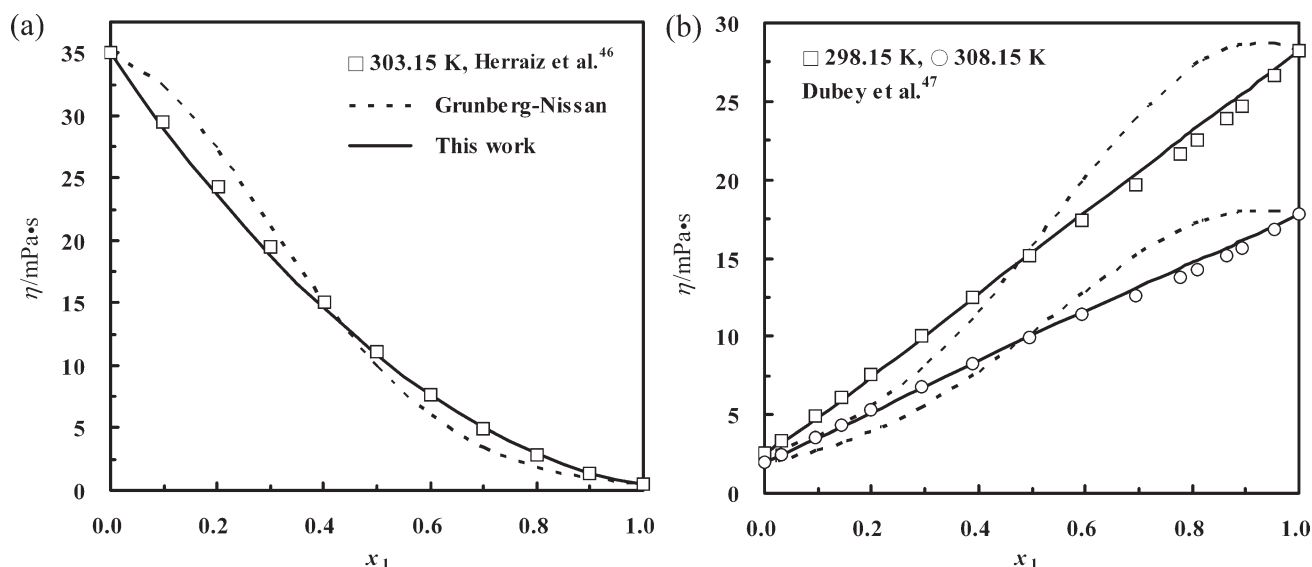 (a)
□ 303.15 K, Herraiz et al.46
Grunberg-Nissan
This work
35
30
25
20
15
10
5
0
η/mPa•s
0.0 0.2 0.4 0.6 0.8 1.0
x1
(b)
□ 298.15 K, ○ 308.15 K
Dubey et al.47
30
25
20
15
10
5
0
η/mPa•s
0.0 0.2 0.4 0.6 0.8 1.0
x1